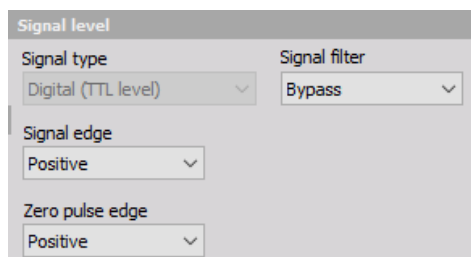 Signal level
Signal type
Signal filter
Digital (TTL level)
Bypass
Signal edge
Positive
Zero pulse edge
Positive